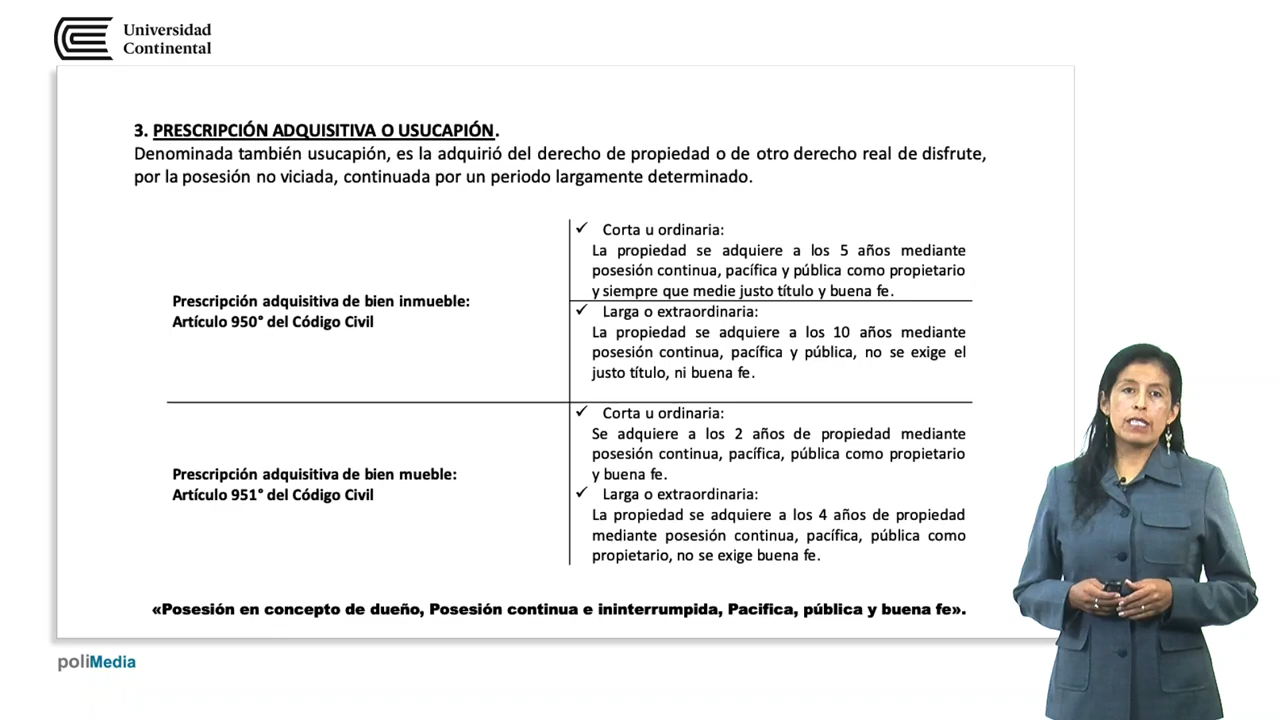 Universidad
Continental
3. PRESCRIPCIÓN ADQUISITIVA O USUCAPIÓN.
Denominada también usucapión, es la adquirió del derecho de propiedad o de otro derecho real de disfrute,
por la posesión no viciada, continuada por un periodo largamente determinado.
Prescripción adquisitiva de bien inmueble:
Artículo 950° del Código Civil
✓ Corta u ordinaria:
La propiedad se adquiere a los 5 años mediante
posesión continua, pacífica y pública como propietario
y siempre que medie justo título y buena fe.
✓ Larga o extraordinaria:
La propiedad se adquiere a los 10 años mediante
posesión continua, pacífica y pública, no se exige el
justo título, ni buena fe.
Prescripción adquisitiva de bien mueble:
Artículo 951° del Código Civil
✓ Corta u ordinaria:
Se adquiere a los 2 años de propiedad mediante
posesión continua, pacífica, pública como propietario
y buena fe.
✓ Larga o extraordinaria:
La propiedad se adquiere a los 4 años de propiedad
mediante posesión continua, pacífica, pública como
propietario, no se exige buena fe.
«Posesión en concepto de dueño, Posesión continua e ininterrumpida, Pacifica, pública y buena fe».
poliMedia